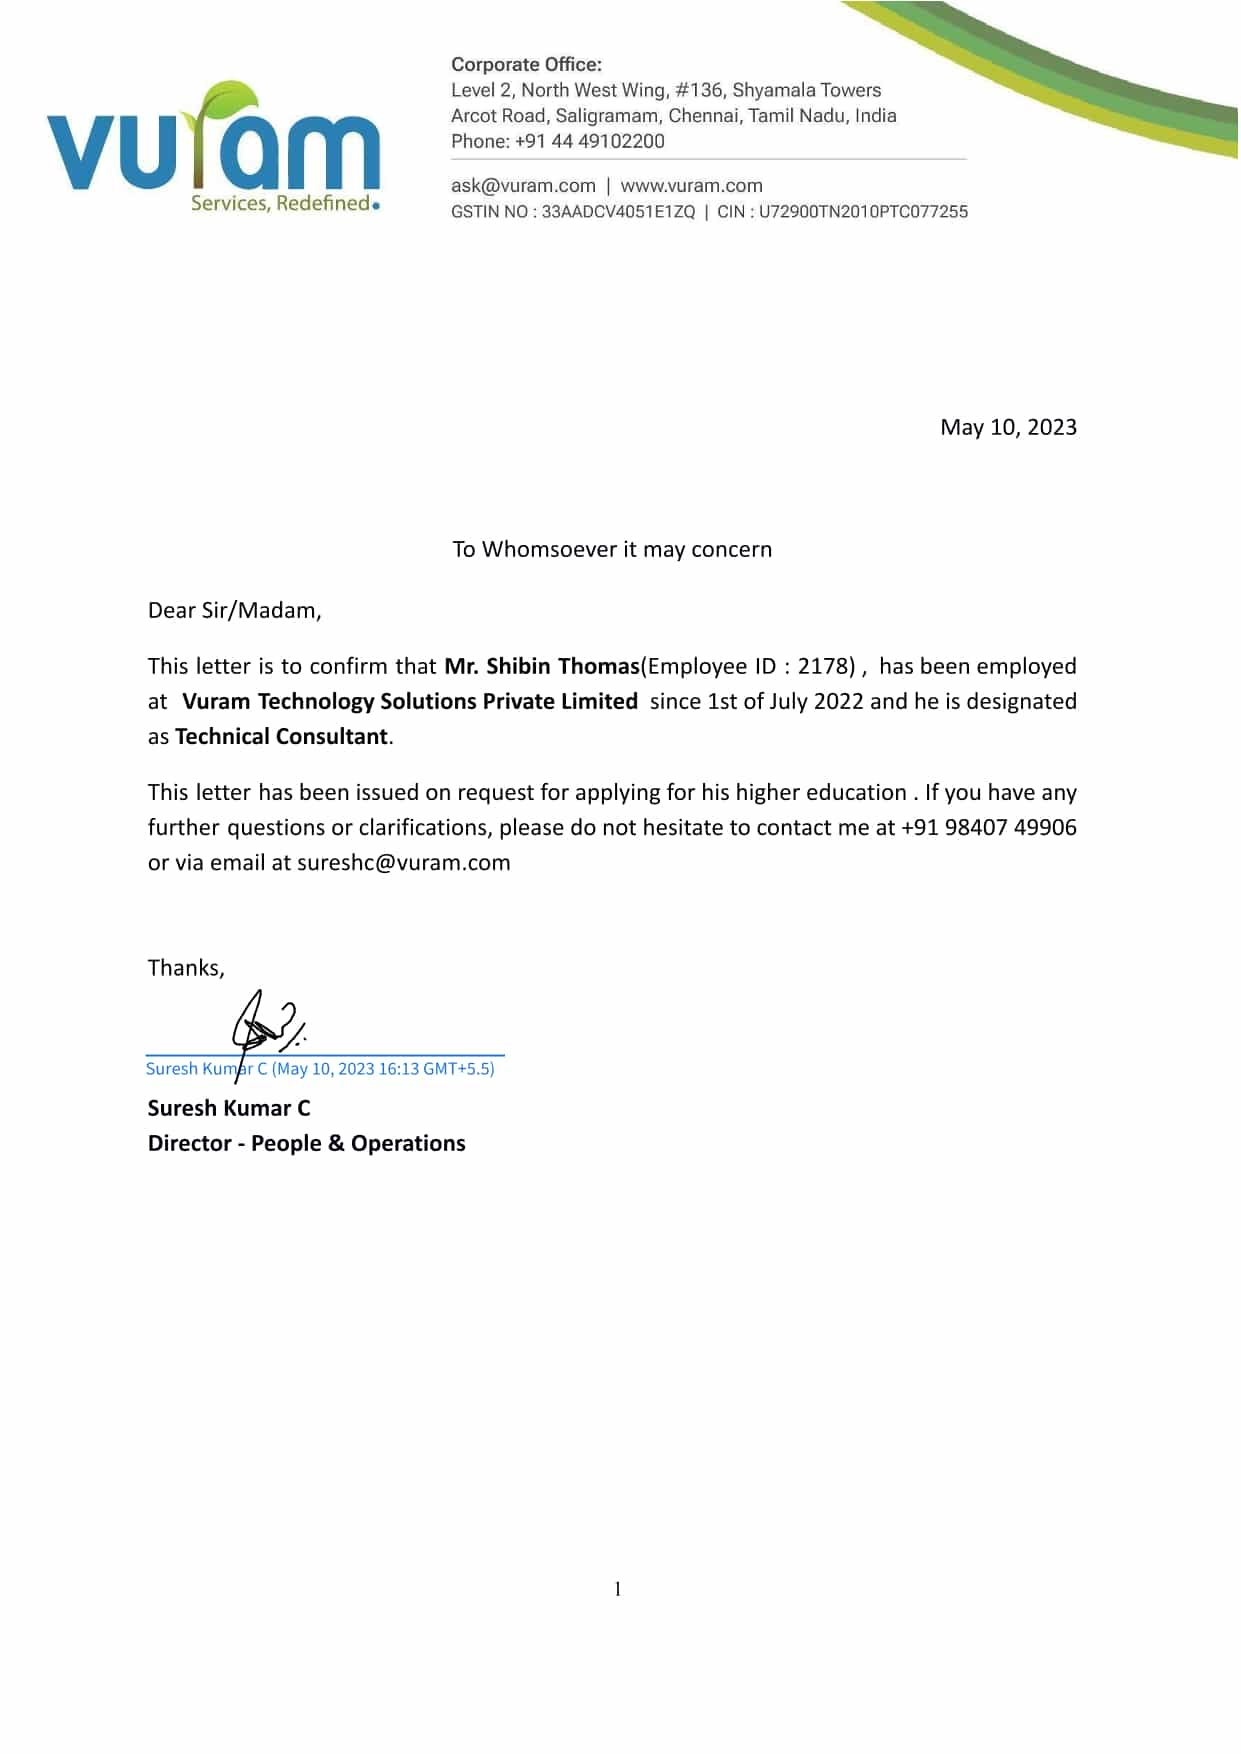 vuram
Services, Redefined.
Corporate Office:
Level 2, North West Wing, #136, Shyamala Towers
Arcot Road, Saligramam, Chennai, Tamil Nadu, India
Phone: +91 44 49102200
ask@vuram.com | www.vuram.com
GSTIN NO : 33AADCV4051E1ZQ | CIN : U72900TN2010PTC077255
May 10, 2023
To Whomsoever it may concern
Dear Sir/Madam,
This letter is to confirm that Mr. Shibin Thomas(Employee ID : 2178) , has been employed
at Vuram Technology Solutions Private Limited since 1st of July 2022 and he is designated
as Technical Consultant.
This letter has been issued on request for applying for his higher education . If you have any
further questions or clarifications, please do not hesitate to contact me at +91 98407 49906
or via email at sureshc@vuram.com
Thanks,
Suresh Kumar C (May 10, 2023 16:13 GMT+5.5)
Suresh Kumar C
Director - People & Operations
1